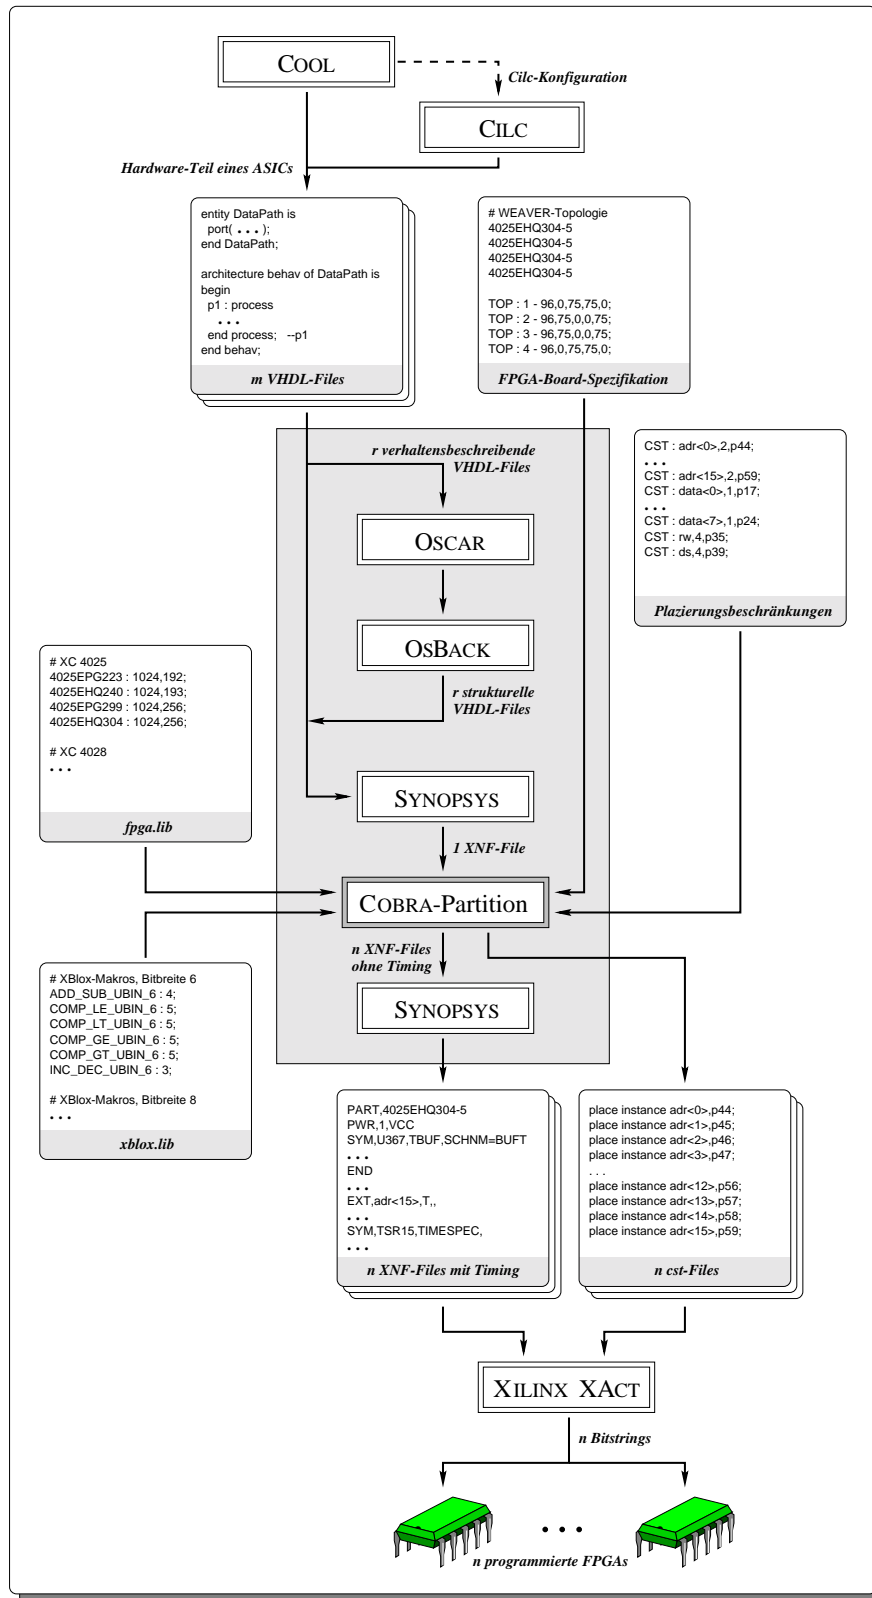 COOL
Cilc-Konfiguration
CILC
Hardware-Teil eines ASICs
entity DataPath is
port( . . . );
end DataPath;
architecture behav of DataPath is
begin
p1 : process
. . .
end process;   --p1
end behav;
m VHDL-Files
# WEAVER-Topologie
4025EHQ304-5
4025EHQ304-5
4025EHQ304-5
4025EHQ304-5
TOP : 1 - 96,0,75,75,0;
TOP : 2 - 96,75,0,0,75;
TOP : 3 - 96,75,0,0,75;
TOP : 4 - 96,0,75,75,0;
FPGA-Board-Spezifikation
r verhaltensbeschreibende
VHDL-Files
CST : adr<0>,2,p44;
. . .
CST : adr<15>,2,p59;
CST : data<0>,1,p17;
. . .
CST : data<7>,1,p24;
CST : rw,4,p35;
CST : ds,4,p39;
Plazierungsbeschränkungen
OSCAR
OSBACK
r strukturelle
VHDL-Files
# XC 4025
4025EPG223 : 1024,192;
4025EHQ240 : 1024,193;
4025EPG299 : 1024,256;
4025EHQ304 : 1024,256;
# XC 4028
. . .
fpga.lib
SYNOPSYS
1 XNF-File
COBRA-Partition
n XNF-Files
ohne Timing
# XBlox-Makros, Bitbreite 6
ADD_SUB_UBIN_6 : 4;
COMP_LE_UBIN_6 : 5;
COMP_LT_UBIN_6 : 5;
COMP_GE_UBIN_6 : 5;
COMP_GT_UBIN_6 : 5;
INC_DEC_UBIN_6 : 3;
# XBlox-Makros, Bitbreite 8
. . .
xblox.lib
SYNOPSYS
PART,4025EHQ304-5
PWR,1,VCC
SYM,U367,TBUF,SCHNM=BUFT
. . .
END
. . .
EXT,adr<15>,T,,
. . .
SYM,TSR15,TIMESPEC,
. . .
n XNF-Files mit Timing
place instance adr<0>,p44;
place instance adr<1>,p45;
place instance adr<2>,p46;
place instance adr<3>,p47;
. . .
place instance adr<12>,p56;
place instance adr<13>,p57;
place instance adr<14>,p58;
place instance adr<15>,p59;
n cst-Files
XILINX XACT
n Bitstrings
. . .
n programmierte FPGAs